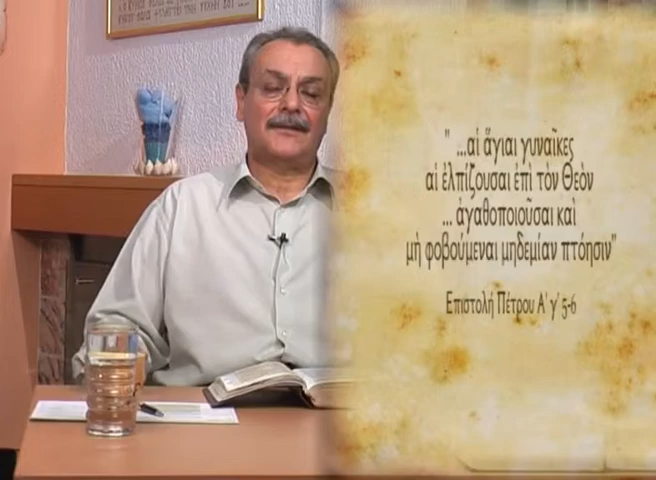 " ...αἱ ἅγιαι γυναῖκες
αἱ ἐλπίζουσαι ἐπὶ τὸν Θεὸν
... ἀγαθοποιοῦσαι καὶ
μὴ φοβούμεναι μηδεμίαν πτόησιν"
Επιστολή Πέτρου Α' γ' 5-6